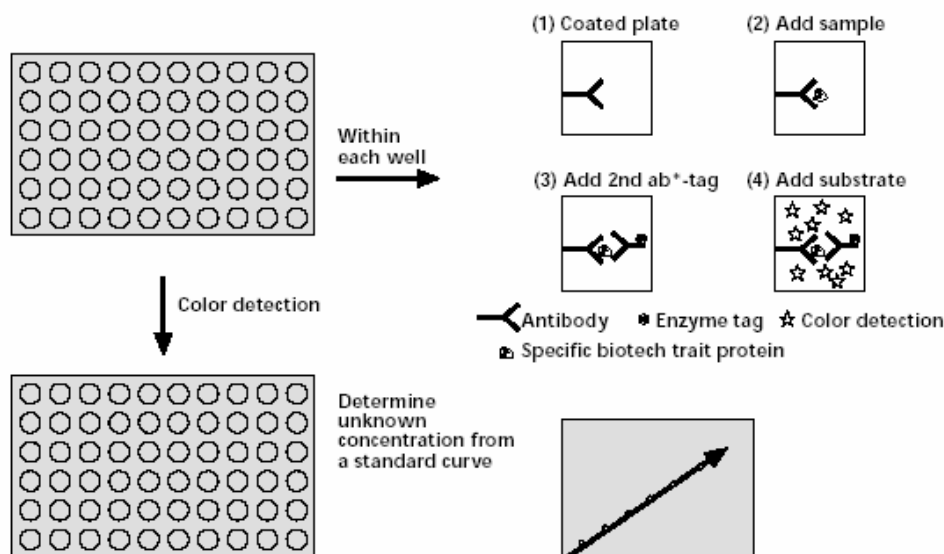 (1) Coated plate
(2) Add sample
Within
each well
(3) Add 2nd ab*-tag
(4) Add substrate
Color detection
Antibody
Enzyme tag
Color detection
Specific biotech trait protein
Determine
unknown
concentration from
a standard curve